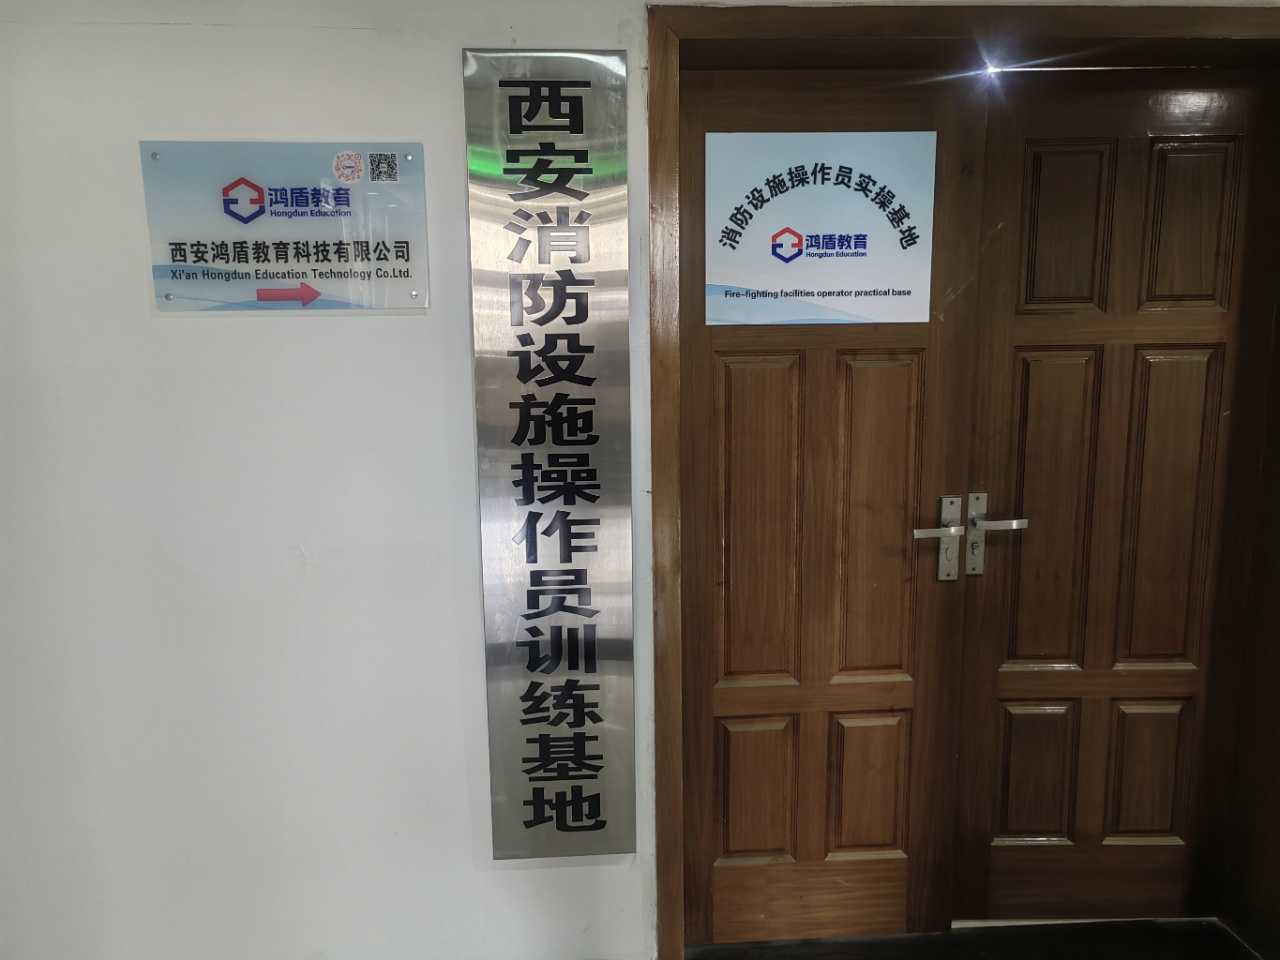 鸿盾教育
Hongdun Education
西安鸿盾教育科技有限公司
Xi'an Hongdun Education Technology Co.Ltd.
西安消防设施操作员训练基地
消防设施操作员实操基地
鸿盾教育
Hongdun Education
Fire-fighting facilities operator practical base